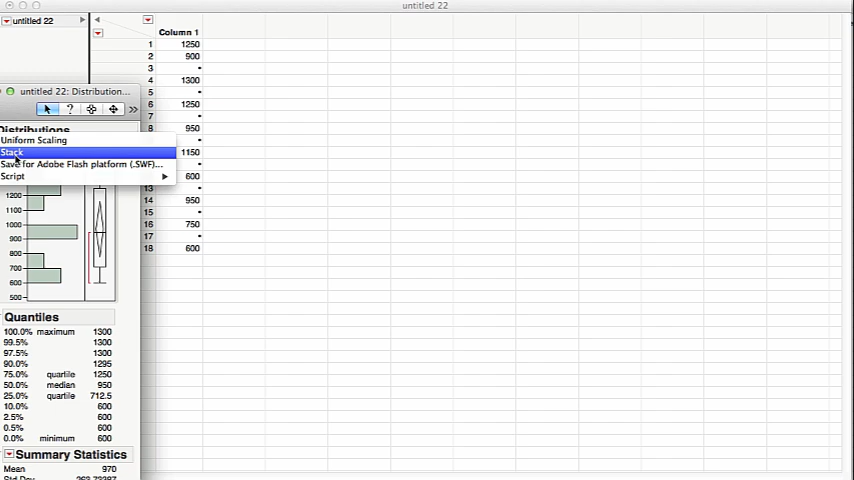 untitled 22
untitled 22
Column 1
1 1250
2 900
3 •
4 1300
5 •
6 1250
7 •
8 950
•
1150
•
600
13 •
14 950
15 •
16 750
17 •
18 600
untitled 22: Distribution...
?
Distributions
Uniform Scaling
Stack
Save for Adobe Flash platform (.SWF)...
Script
1200
1100
1000
900
800
700
600
500
Quantiles
100.0% maximum 1300
99.5% 1300
97.5% 1300
90.0% 1295
75.0% quartile 1250
50.0% median 950
25.0% quartile 712.5
10.0% 600
2.5% 600
0.5% 600
0.0% minimum 600
Summary Statistics
Mean 970
Std Dev 263.73387